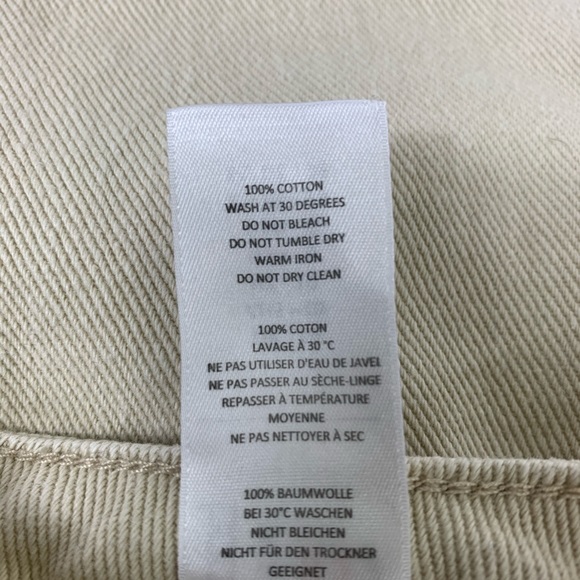 100% COTTON
WASH AT 30 DEGREES
DO NOT BLEACH
DO NOT TUMBLE DRY
WARM IRON
DO NOT DRY CLEAN
100% COTON
LAVAGE À 30 °C
NE PAS UTILISER D'EAU DE JAVEL
NE PAS PASSER AU SÈCHE-LINGE
REPASSER À TEMPÉRATURE
MOYENNE
NE PAS NETTOYER À SEC
100% BAUMWOLLE
BEI 30°C WASCHEN
NICHT BLEICHEN
NICHT FÜR DEN TROCKNER
GEEIGNET